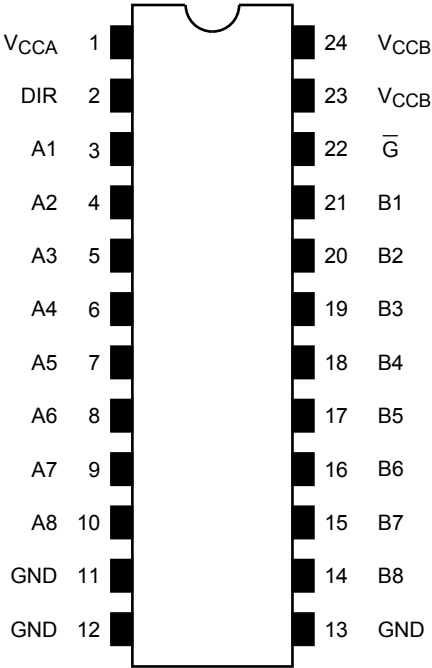 VCCA 1 24 VCCB
DIR 2 23 VCCB
A1 3 22 G̅
A2 4 21 B1
A3 5 20 B2
A4 6 19 B3
A5 7 18 B4
A6 8 17 B5
A7 9 16 B6
A8 10 15 B7
GND 11 14 B8
GND 12 13 GND